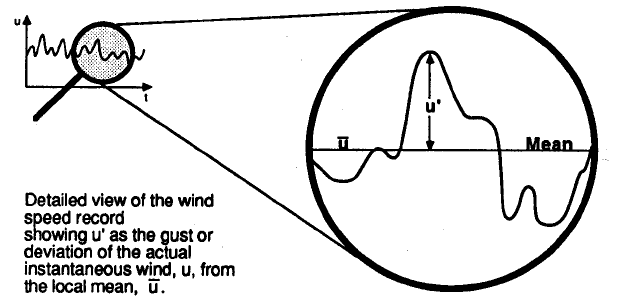 u
t
u'
ū
Mean
Detailed view of the wind
speed record
showing u' as the gust or
deviation of the actual
instantaneous wind, u, from
the local mean, ū.